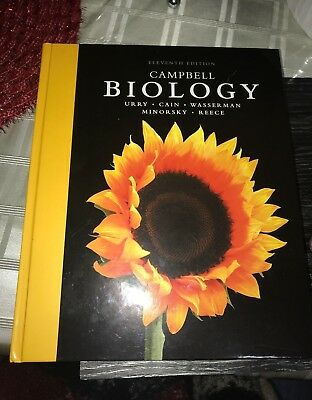 ELEVENTH EDITION
CAMPBELL
BIOLOGY
URRY • CAIN • WASSERMAN
MINORSKY • REECE